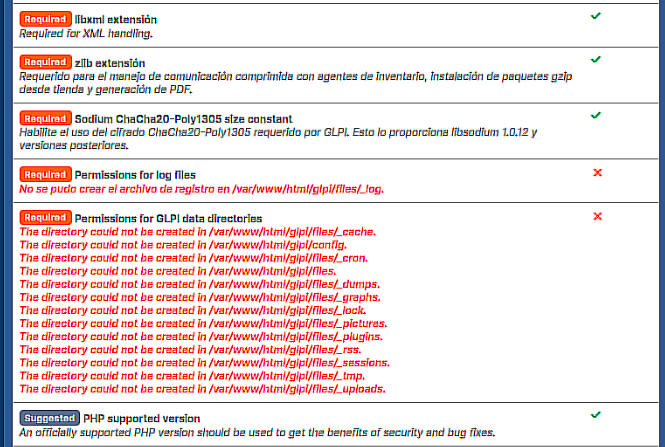 Required libxml extensión
Required for XML handling.
Required zlib extensión
Requerido para el manejo de comunicación comprimida con agentes de inventario, instalación de paquetes gzip
desde tienda y generación de PDF.
Required Sodium ChaCha20-Poly1305 size constant
Habilite el uso del cifrado ChaCha20-Poly1305 requerido por GLPI. Esto lo proporciona libsodium 1.0.12 y
versiones posteriores.
Required Permissions for log files
No se pudo crear el archivo de registro en /var/www/html/glpi/files/_log.
Required Permissions for GLPI data directories
The directory could not be created in /var/www/html/glpi/files/_cache.
The directory could not be created in /var/www/html/glpi/config.
The directory could not be created in /var/www/html/glpi/files/_cron.
The directory could not be created in /var/www/html/glpi/files.
The directory could not be created in /var/www/html/glpi/files/_dumps.
The directory could not be created in /var/www/html/glpi/files/_graphs.
The directory could not be created in /var/www/html/glpi/files/_lock.
The directory could not be created in /var/www/html/glpi/files/_pictures.
The directory could not be created in /var/www/html/glpi/files/_plugins.
The directory could not be created in /var/www/html/glpi/files/_rss.
The directory could not be created in /var/www/html/glpi/files/_sessions.
The directory could not be created in /var/www/html/glpi/files/_tmp.
The directory could not be created in /var/www/html/glpi/files/_uploads.
Suggested PHP supported version
An officially supported PHP version should be used to get the benefits of security and bug fixes.